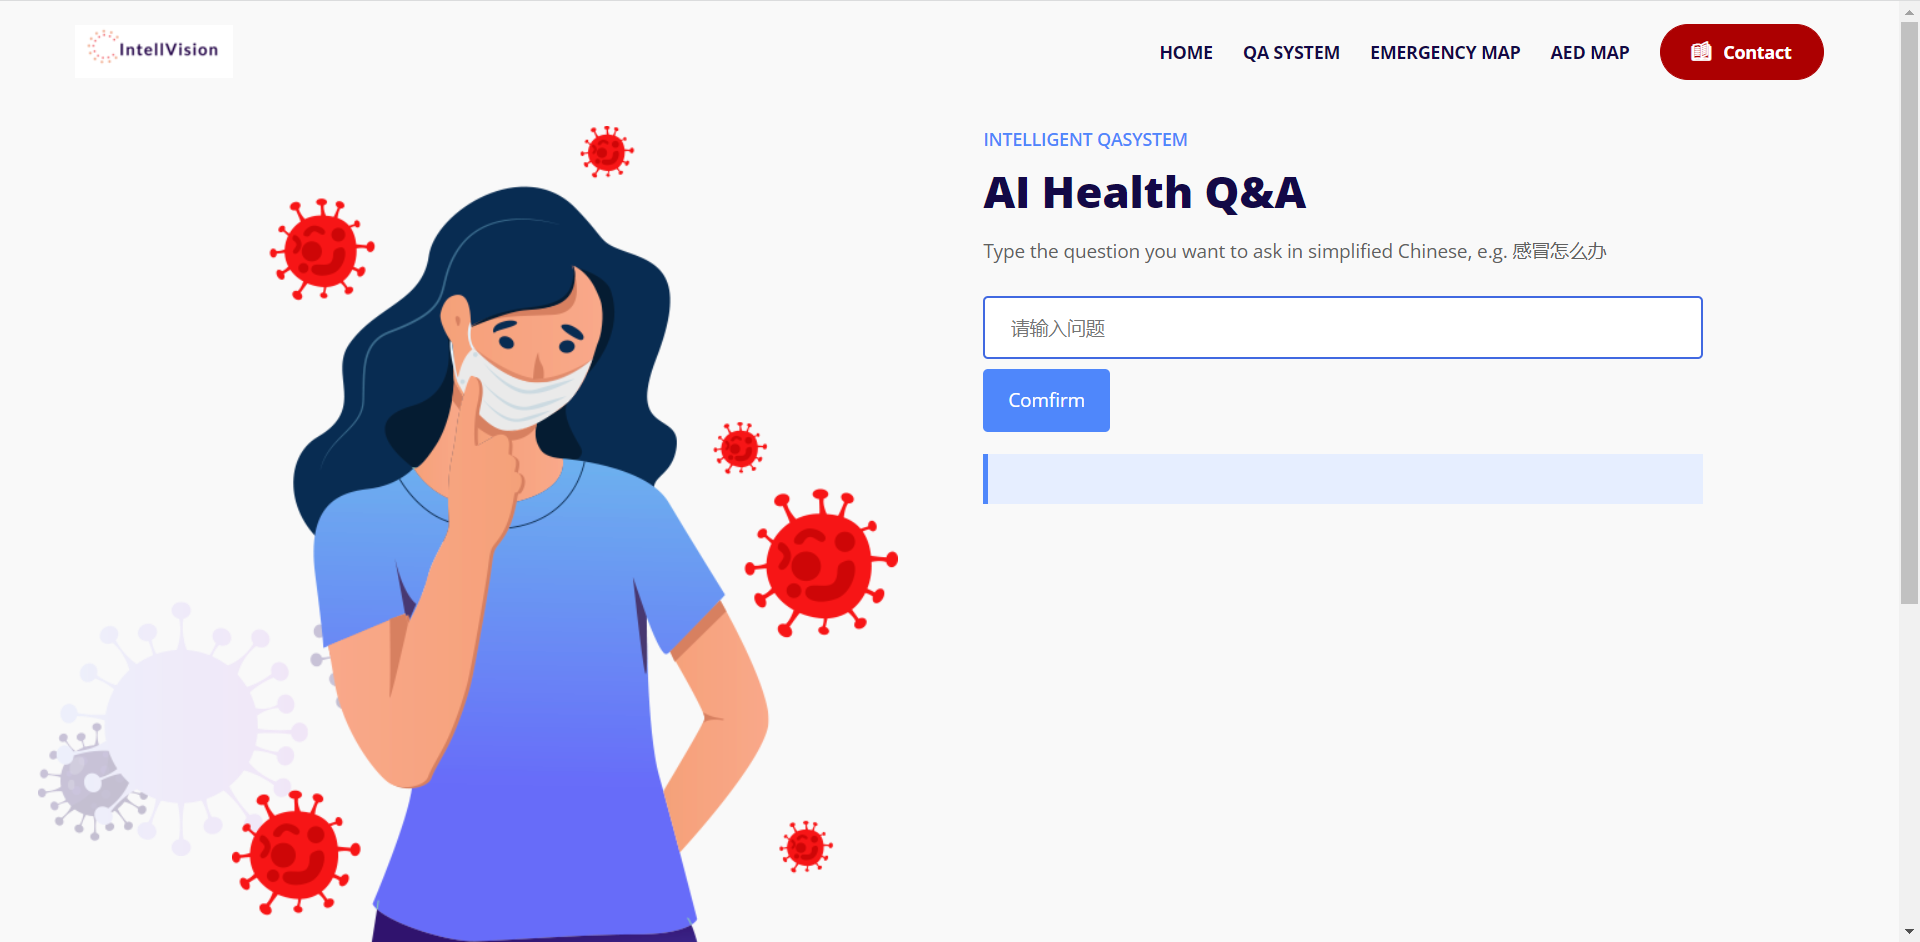 IntellVision
HOME QA SYSTEM EMERGENCY MAP AED MAP Contact
INTELLIGENT QASYSTEM
AI Health Q&A
Type the question you want to ask in simplified Chinese, e.g. 感冒怎么办
请输入问题
Comfirm